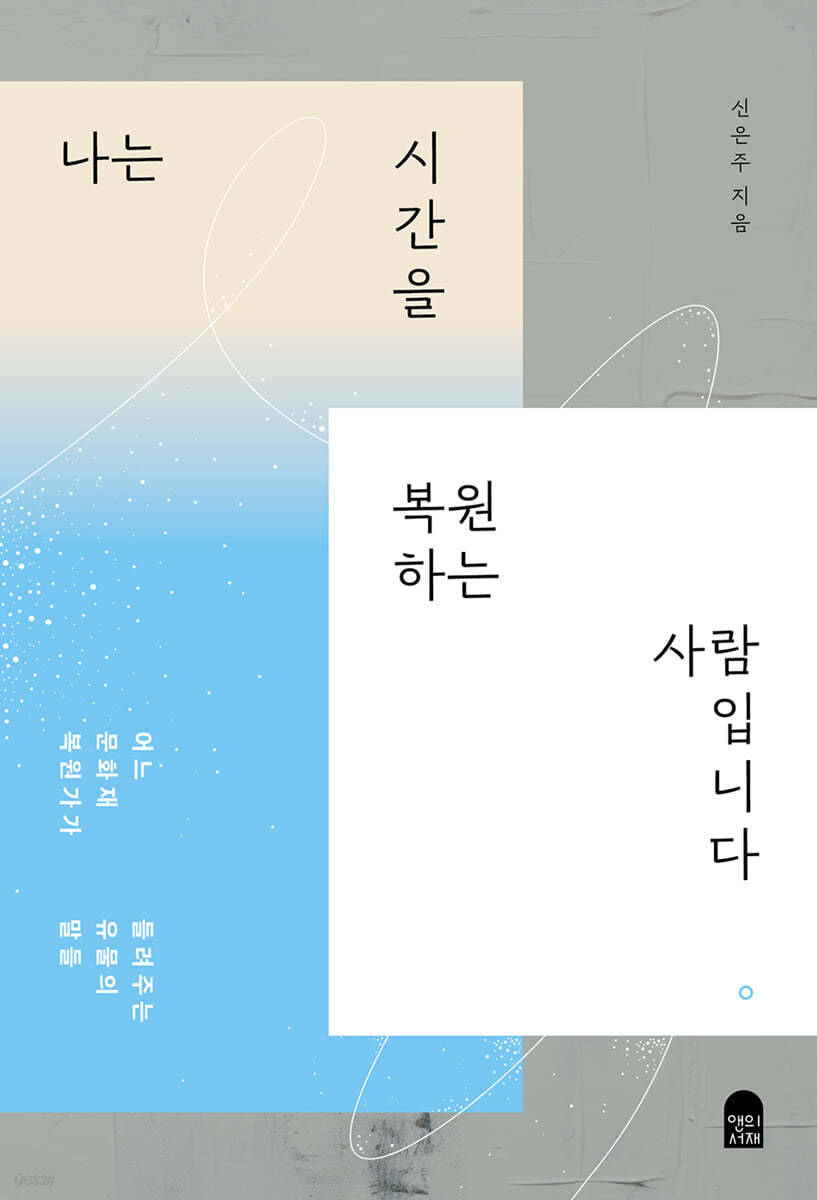 나는
시
간
을
복원
하는
사람
입
니
다
신은주 지음
어느
문화재
복원가가
들려주는
유물의
말들
앤의
서재
yes24